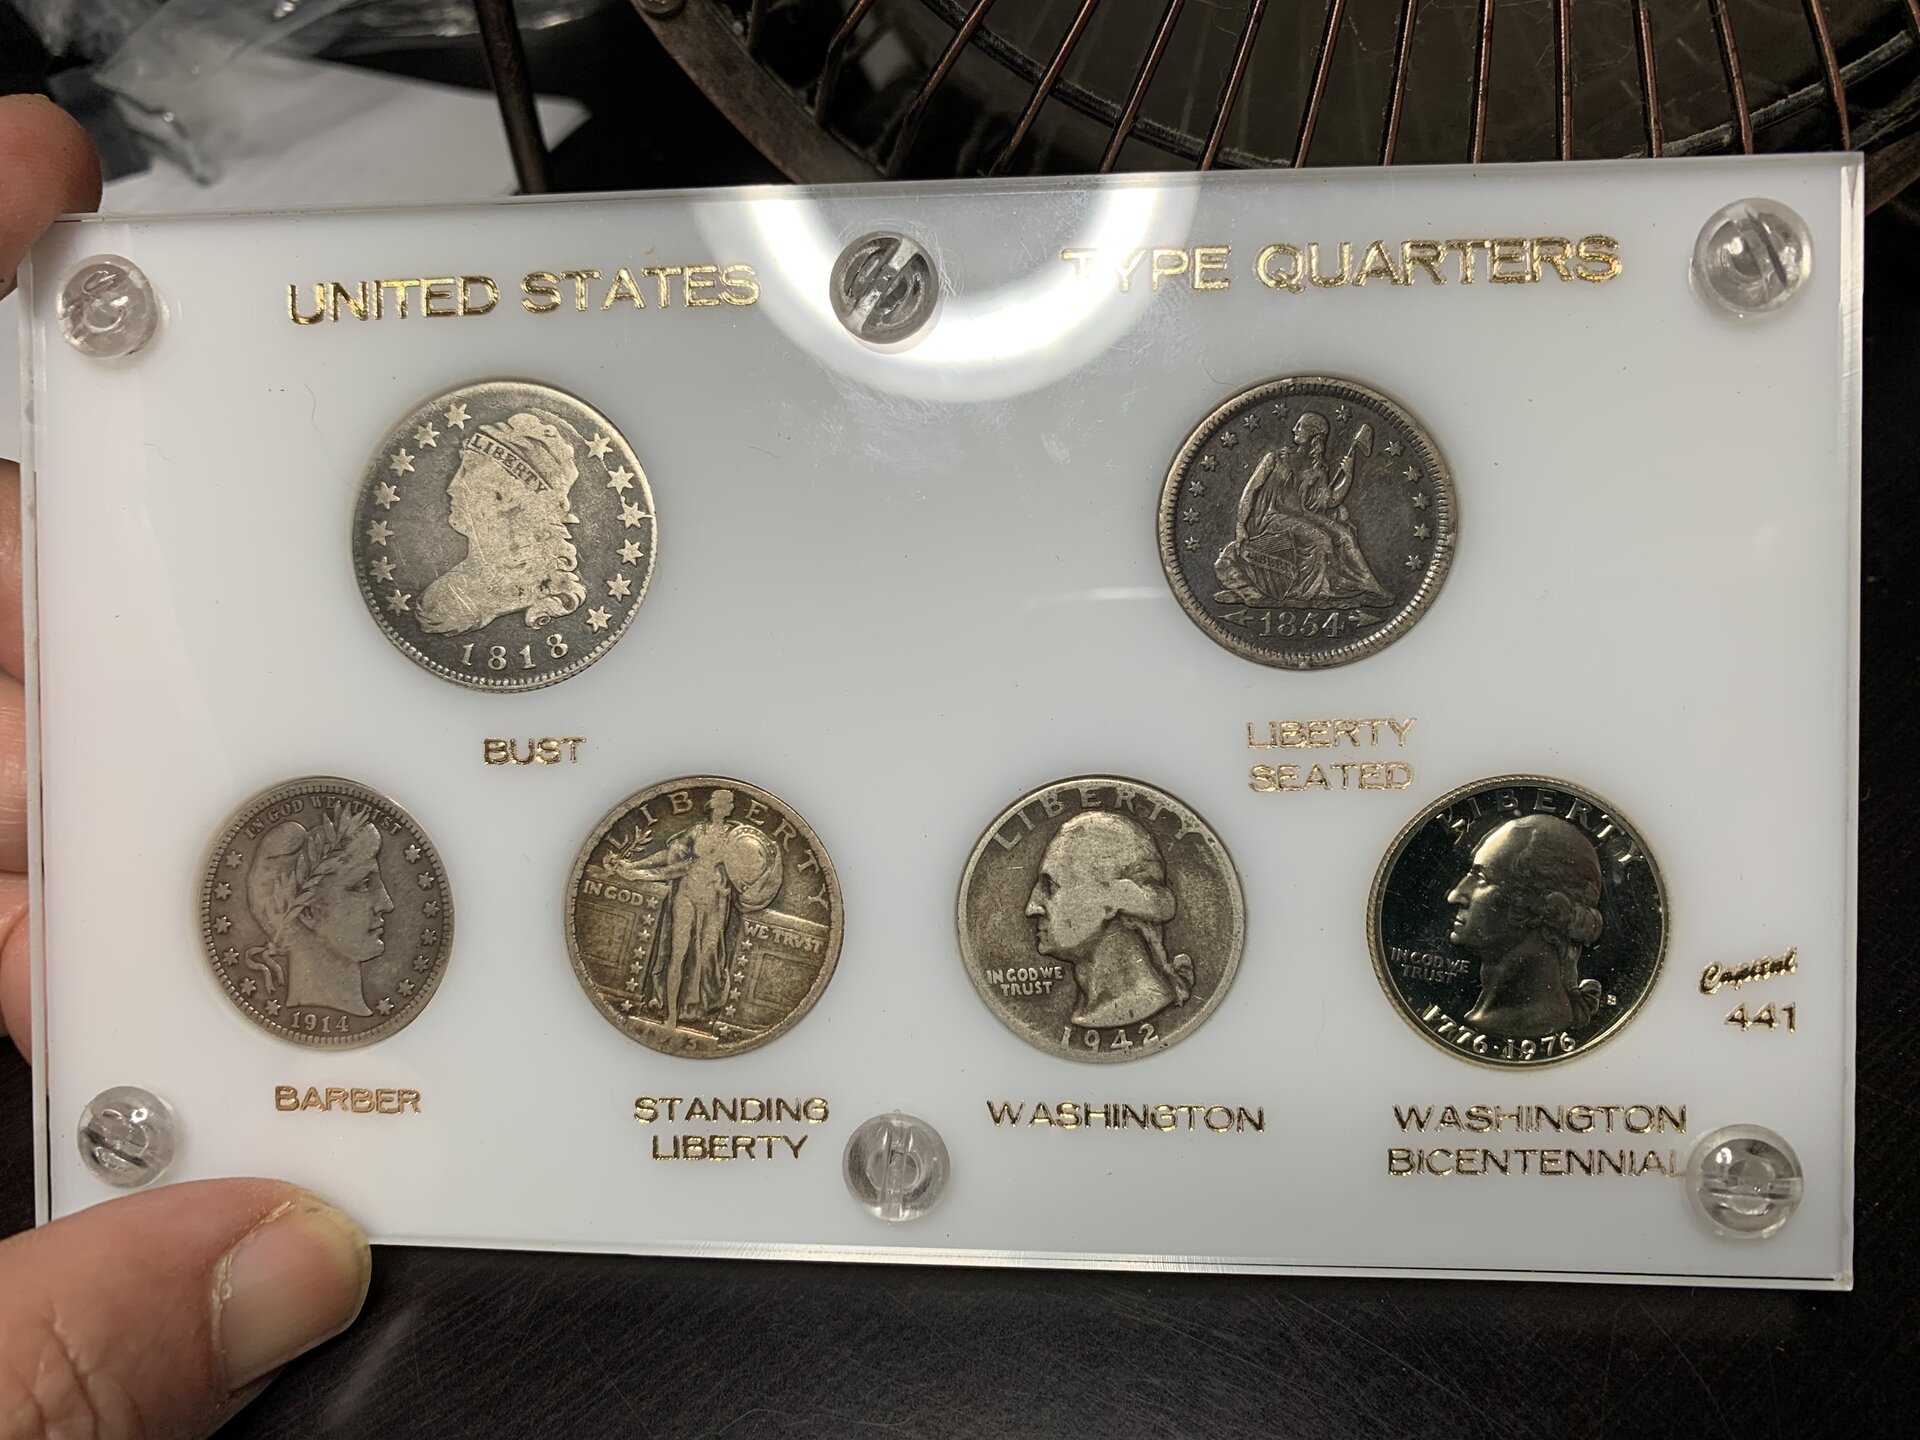 UNITED STATES
TYPE QUARTERS
LIBERTY
1818
LIBERTY
1854
BUST
LIBERTY
SEATED
IN GOD WE TRUST
1914
LIBERTY
IN GOD
WE TRUST
LIBERTY
IN GOD WE
TRUST
1942
LIBERTY
IN GOD WE
TRUST
1776·1976
S
Capital
441
BARBER
STANDING
LIBERTY
WASHINGTON
WASHINGTON
BICENTENNIAL